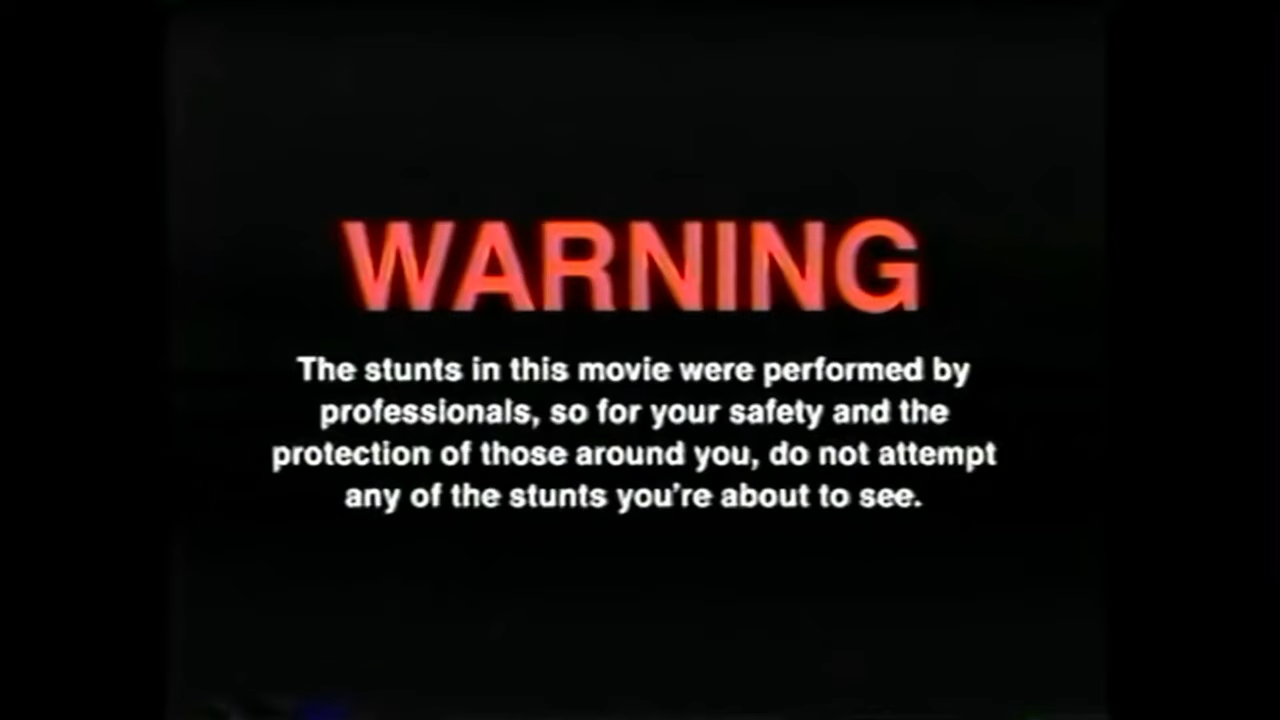 WARNING
The stunts in this movie were performed by
professionals, so for your safety and the
protection of those around you, do not attempt
any of the stunts you're about to see.